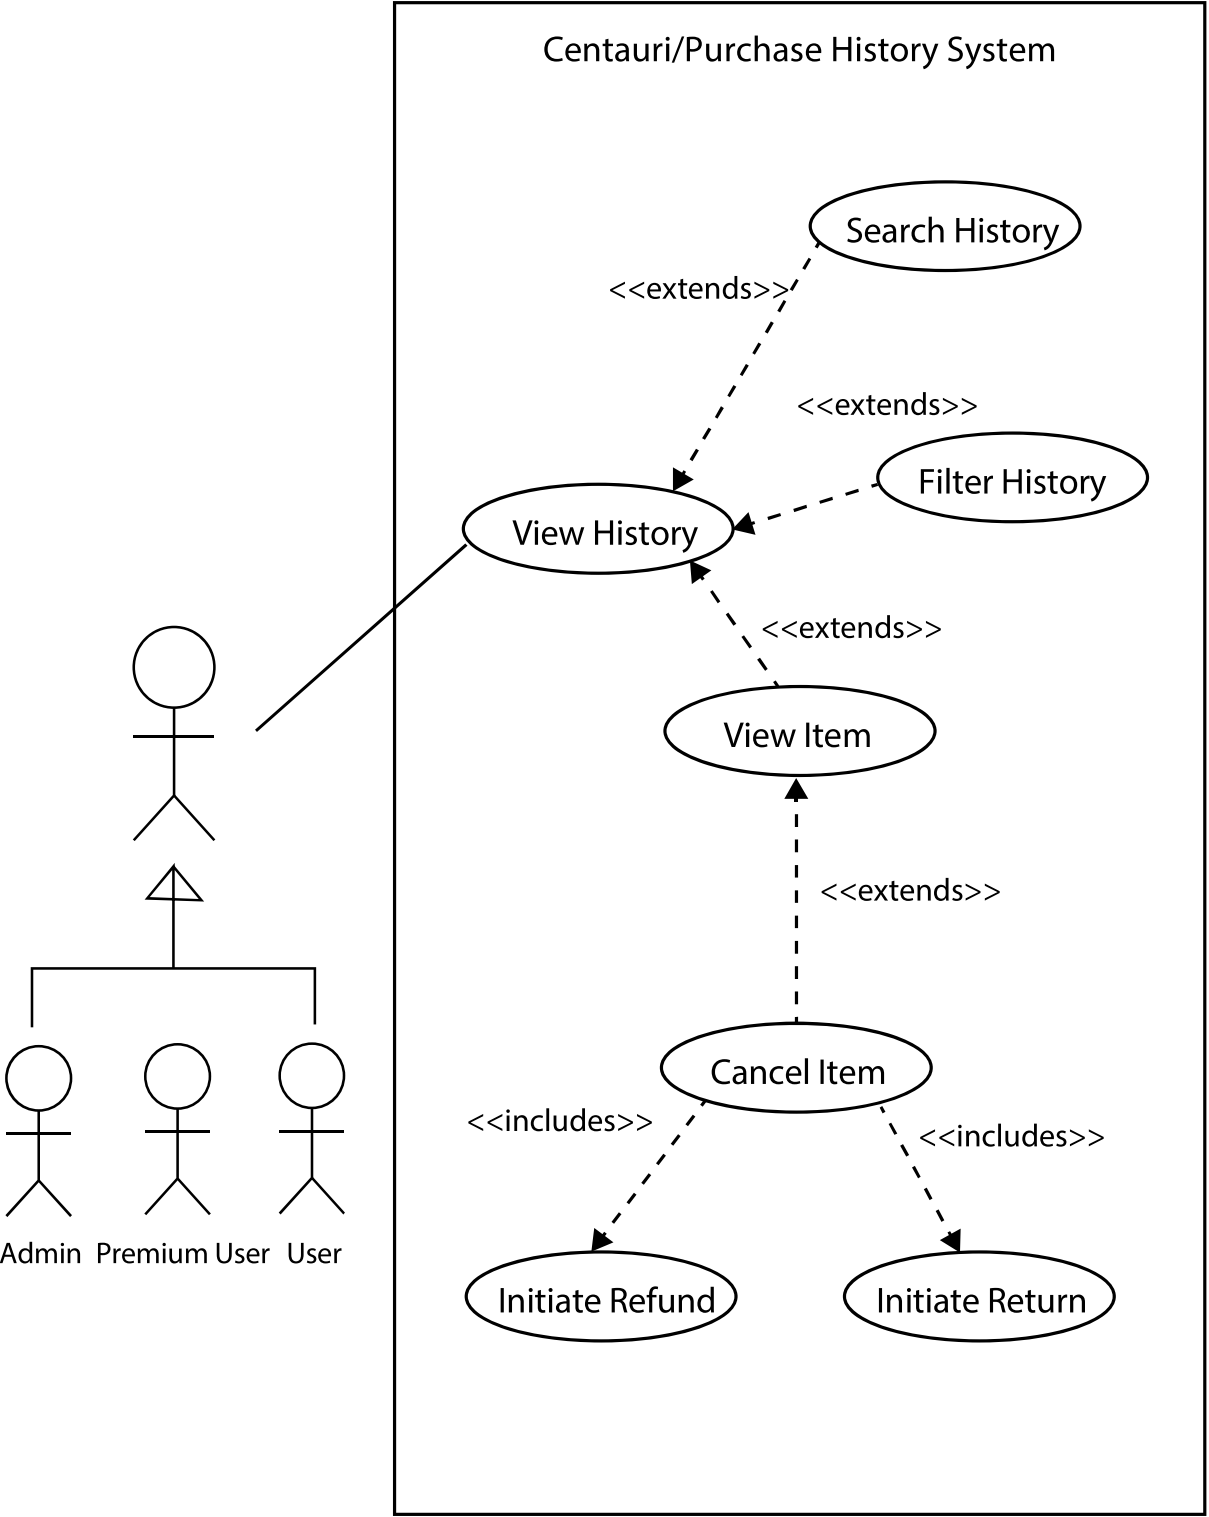 Centauri/Purchase History System
Search History
<<extends>>
<<extends>>
Filter History
View History
<<extends>>
View Item
<<extends>>
Cancel Item
<<includes>>
<<includes>>
Admin Premium User User
Initiate Refund
Initiate Return